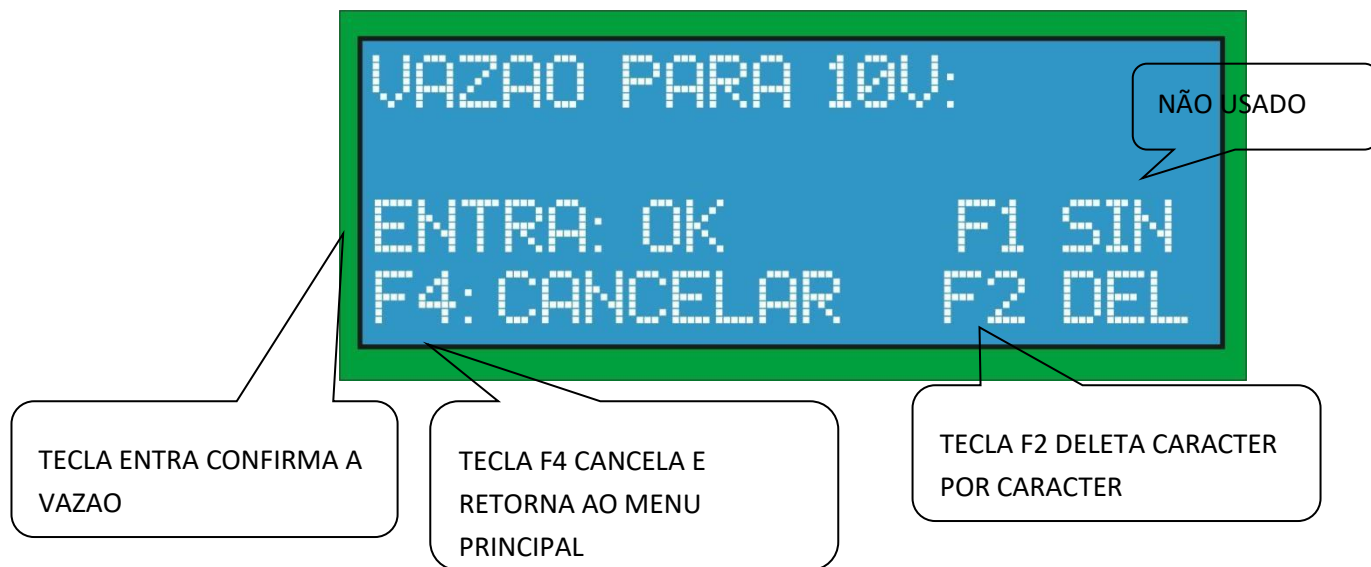 VAZAO PARA 10V:
NÃO USADO
ENTRA: OK F1 SIN
F4: CANCELAR F2 DEL
TECLA ENTRA CONFIRMA A
VAZAO
TECLA F4 CANCELA E
RETORNA AO MENU
PRINCIPAL
TECLA F2 DELETA CARACTER
POR CARACTER